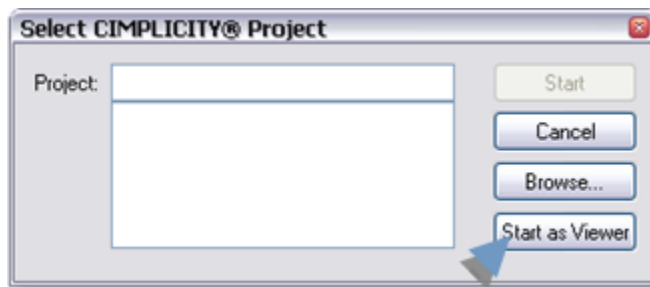 Select CIMPLICITY® Project
Project:
Start
Cancel
Browse...
Start as Viewer